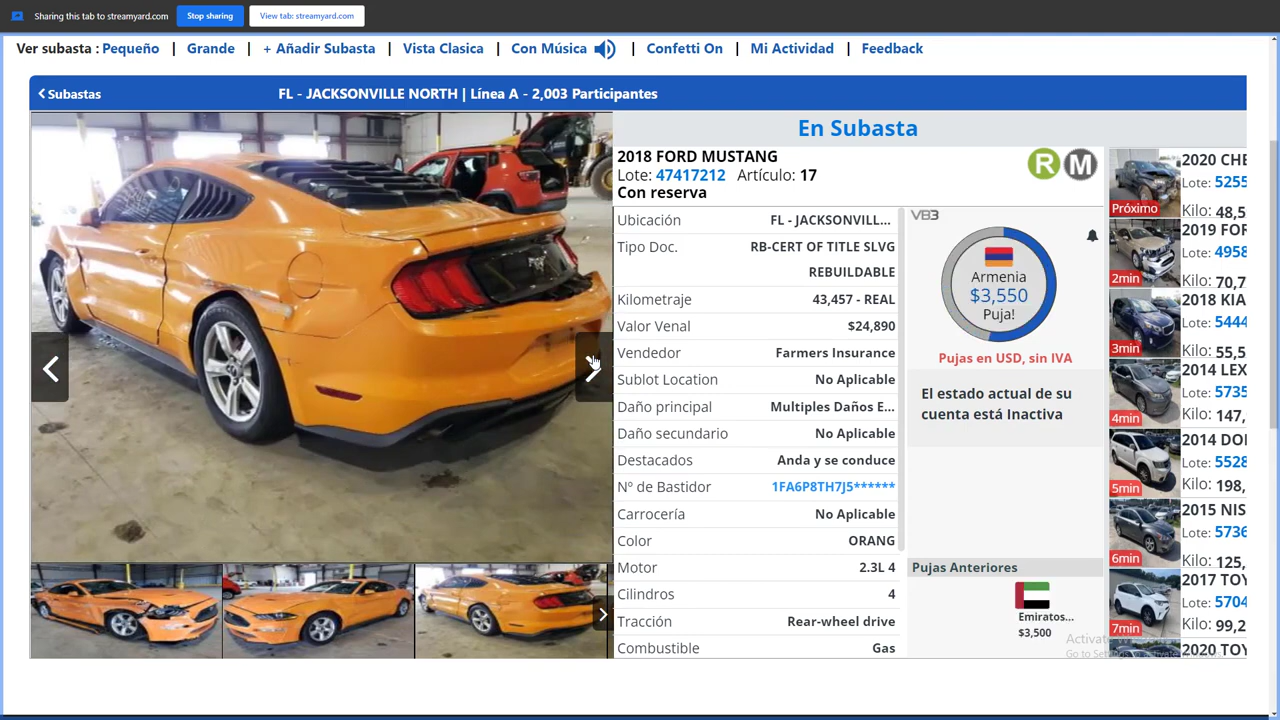 Sharing this tab to streamyard.com
Stop sharing
View tab: streamyard.com
Ver subasta : Pequeño | Grande | + Añadir Subasta | Vista Clasica | Con Música | Confetti On | Mi Actividad | Feedback
Subastas
FL - JACKSONVILLE NORTH | Línea A - 2,003 Participantes
En Subasta
2018 FORD MUSTANG
Lote: 47417212 Artículo: 17
Con reserva
R M
Ubicación FL - JACKSONVILL...
Tipo Doc. RB-CERT OF TITLE SLVG
REBUILDABLE
Kilometraje 43,457 - REAL
Valor Venal $24,890
Vendedor Farmers Insurance
Sublot Location No Aplicable
Daño principal Multiples Daños E...
Daño secundario No Aplicable
Destacados Anda y se conduce
Nº de Bastidor 1FA6P8TH7J5******
Carrocería No Aplicable
Color ORANG
Motor 2.3L 4
Cilindros 4
Tracción Rear-wheel drive
Combustible Gas
VB3
Armenia
$3,550
Puja!
Pujas en USD, sin IVA
El estado actual de su
cuenta está Inactiva
Pujas Anteriores
Emiratos...
$3,500
2020 CHE
Lote: 5255
Próximo
Kilo: 48,5
2019 FOR
Lote: 4958
2min
Kilo: 70,7
2018 KIA
Lote: 5444
3min
Kilo: 55,5
2014 LEX
Lote: 5735
4min
Kilo: 147,
2014 DOI
Lote: 5528
5min
Kilo: 198,
2015 NIS
Lote: 5736
6min
Kilo: 125,
2017 TOY
Lote: 5704
7min
Kilo: 99,2
2020 TOY
Activate Windows